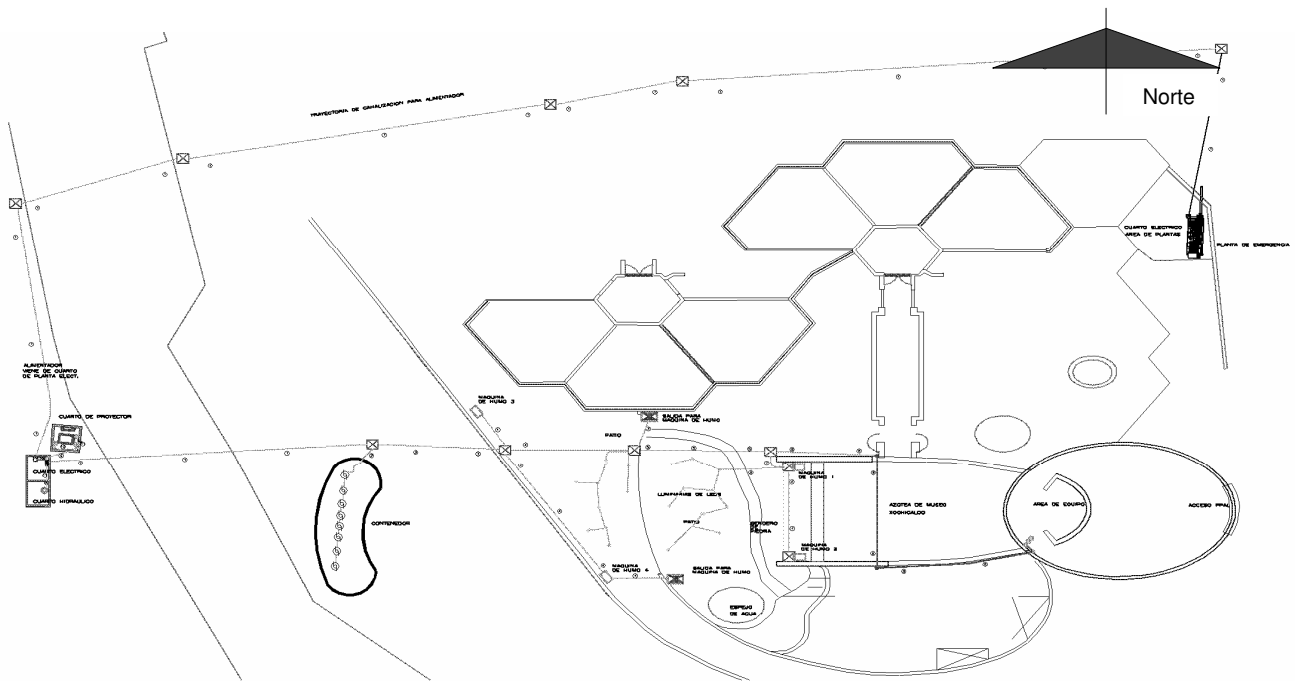 Norte
TRAYECTORIA DE CANALIZACION PARA ALIMENTADOR
CUARTO ELECTRICO
AREA DE PLANTAS
PLANTA DE EMERGENCIA
ALIMENTADOR
VIENE DE CUARTO
DE PLANTA ELECT.
MAQUINA
DE HUMO 3
CUARTO DE PROYECTOR
SALIDA PARA
MAQUINA DE HUMO
PATIO
CUARTO ELECTRICO
MAQUINA
DE HUMO 1
CUARTO HIDRAULICO
LUMINARIAS DE LED'S
AZOTEA DE MUSEO
XOCHICALCO
AREA DE EQUIPO
ACCESO PPAL.
CONTENEDOR
PATIO
SENDERO
DE
PIEDRA
MAQUINA
DE HUMO 2
MAQUINA
DE HUMO 4
SALIDA PARA
MAQUINA DE HUMO
ESPEJO
DE AGUA